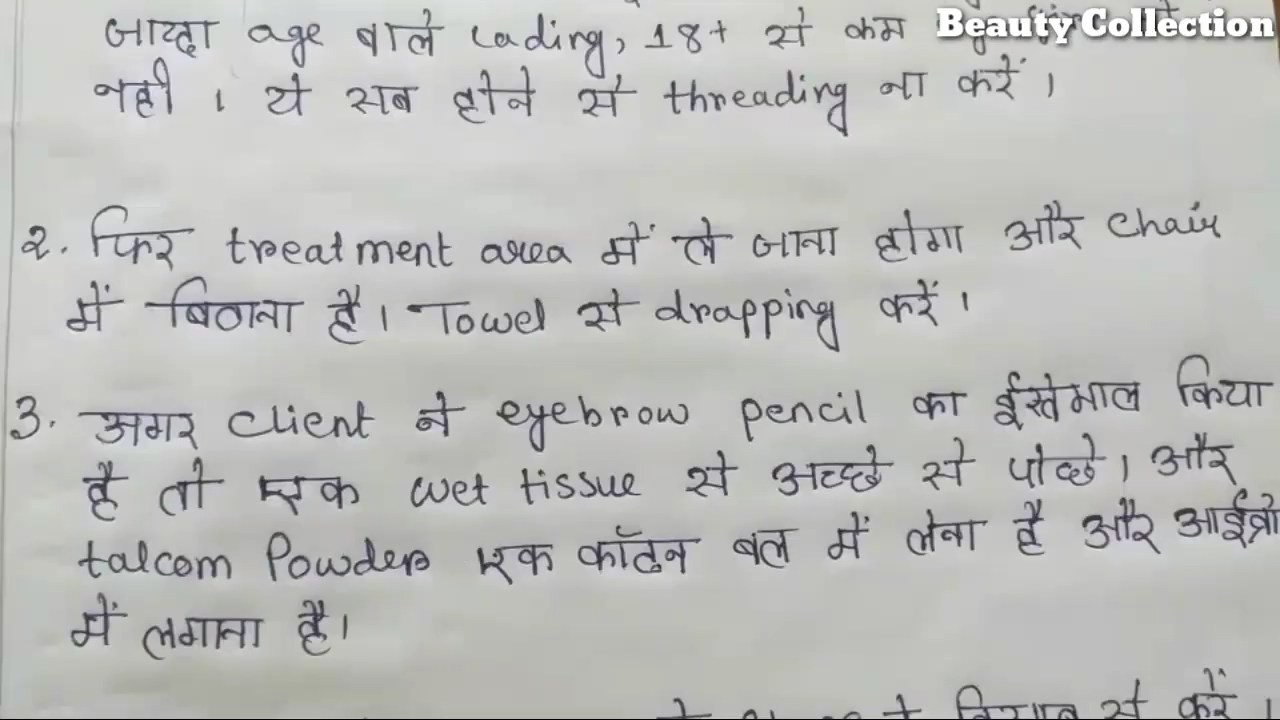 Beauty Collection
जाय्दा age वाले lading, 18+ से कम
नही । ये सब होने से threading ना करें ।
2. फिर treatment area में ले जाना होगा और chair
में बिठाना है। Towel से drapping करें ।
3. अगर client ने eyebrow pencil का ईस्तेमाल किया
है तो एक wet tissue से अच्छे से पोछे। और
talcom Powder एक कॉटन बल में लेना है और आईब्रो
में लगाना है।
से करें ।